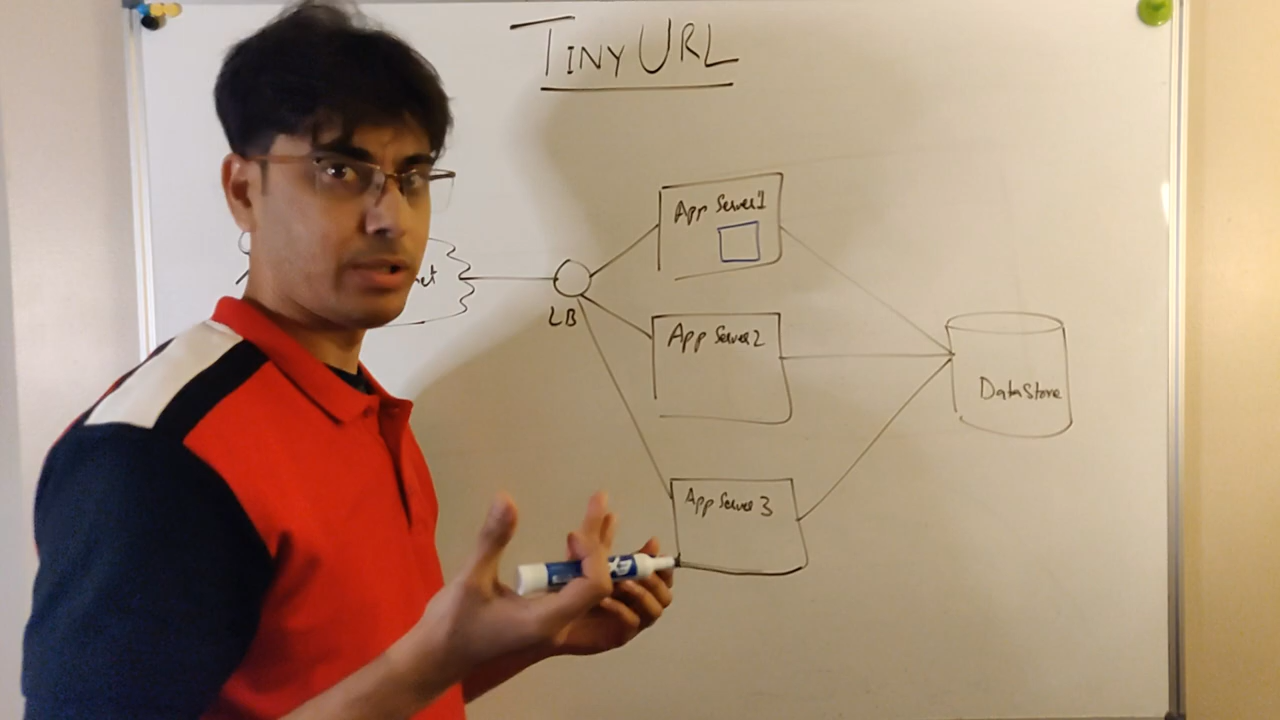 TINY URL
App Server1
LB
App Server2
DataStore
App Server 3